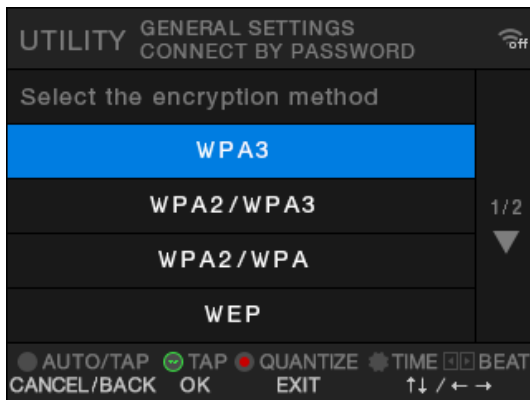 UTILITY GENERAL SETTINGS
CONNECT BY PASSWORD
off
Select the encryption method
WPA3
WPA2/WPA3
1/2
WPA2/WPA
WEP
AUTO/TAP TAP QUANTIZE TIME BEAT
CANCEL/BACK OK EXIT ↑↓/←→